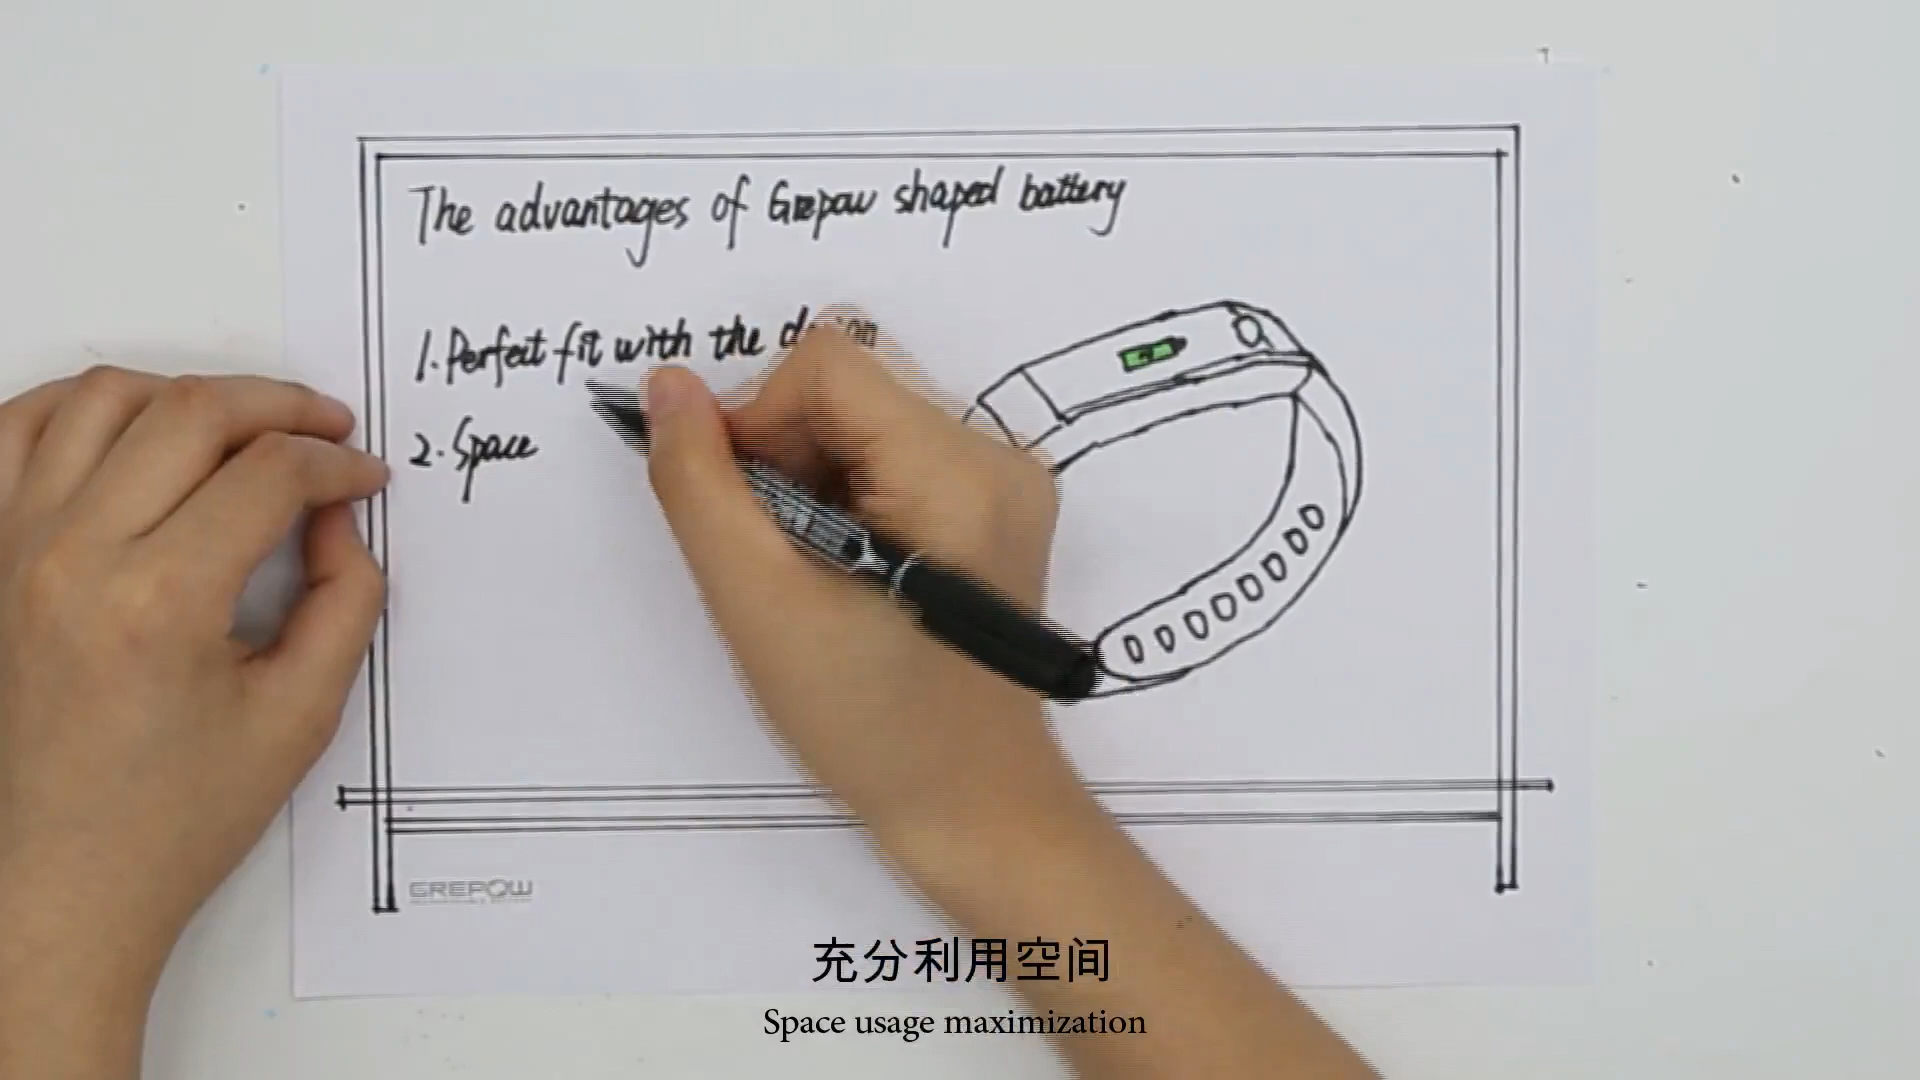 The advantages of Grepow shaped battery
1. Perfect fit with the
2. Space
GREPOW
充分利用空间
Space usage maximization